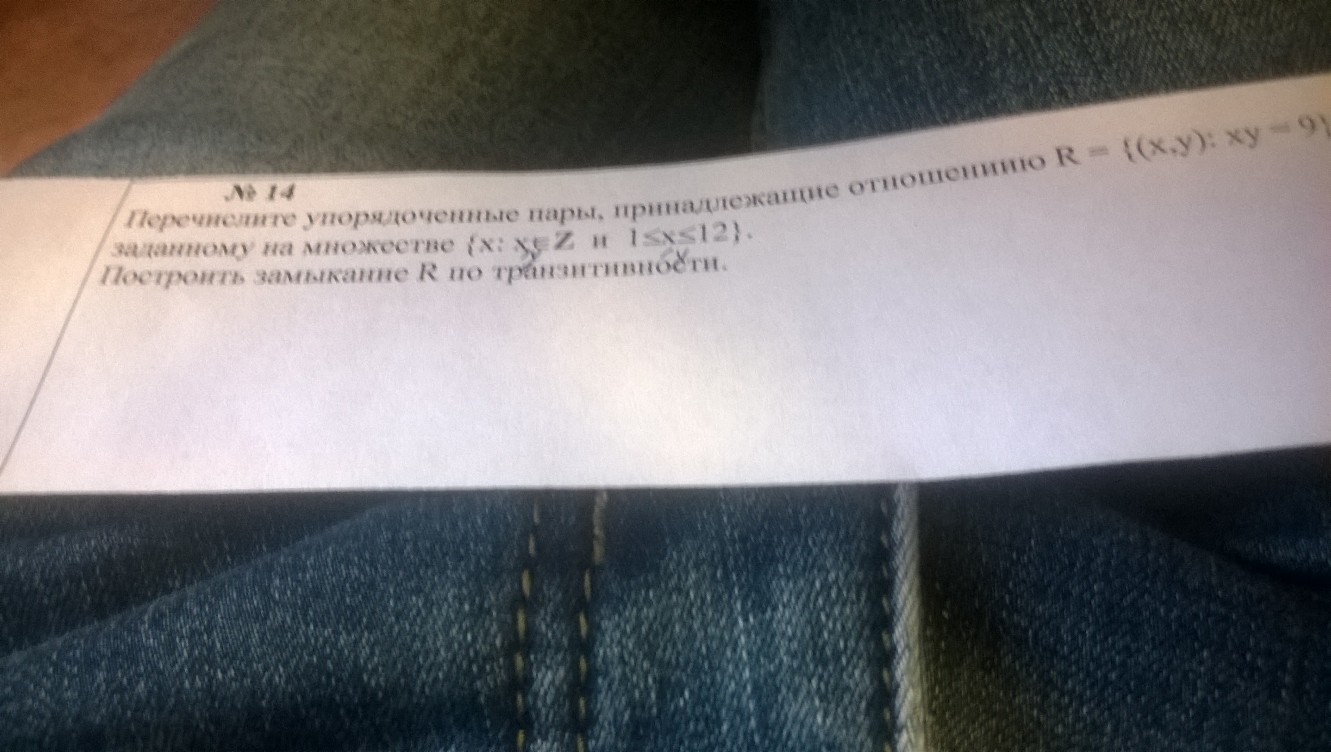 № 14
Перечислите упорядоченные пары, принадлежащие отношению R = {(x,y): xy = 9}
заданному на множестве {x: x∈Z и 1≤x≤12}.
y y
Построить замыкание R по транзитивности.